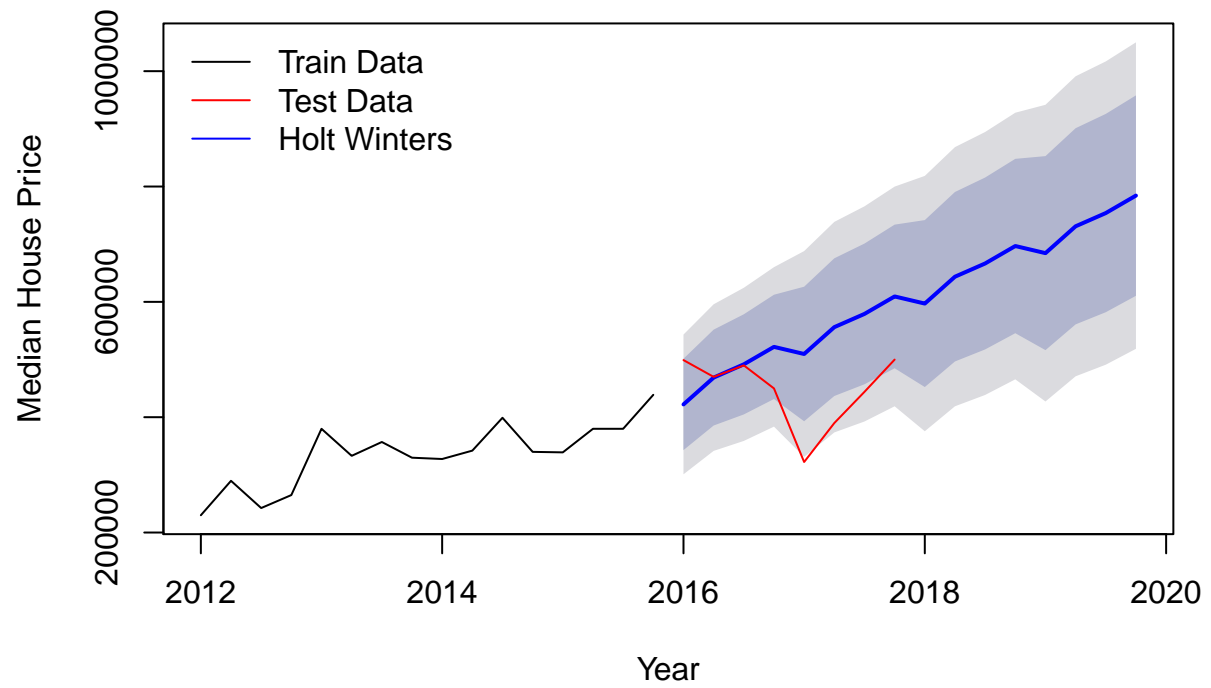 Median House Price
1000000
600000
200000
Train Data
Test Data
Holt Winters
2012 2014 2016 2018 2020
Year